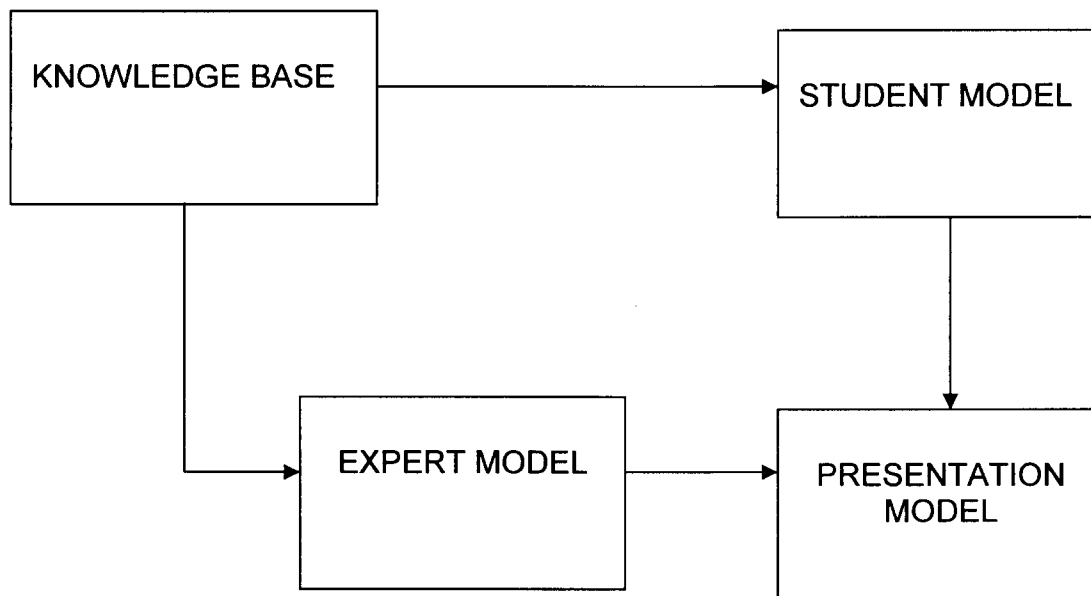 KNOWLEDGE BASE
STUDENT MODEL
EXPERT MODEL
PRESENTATION
MODEL